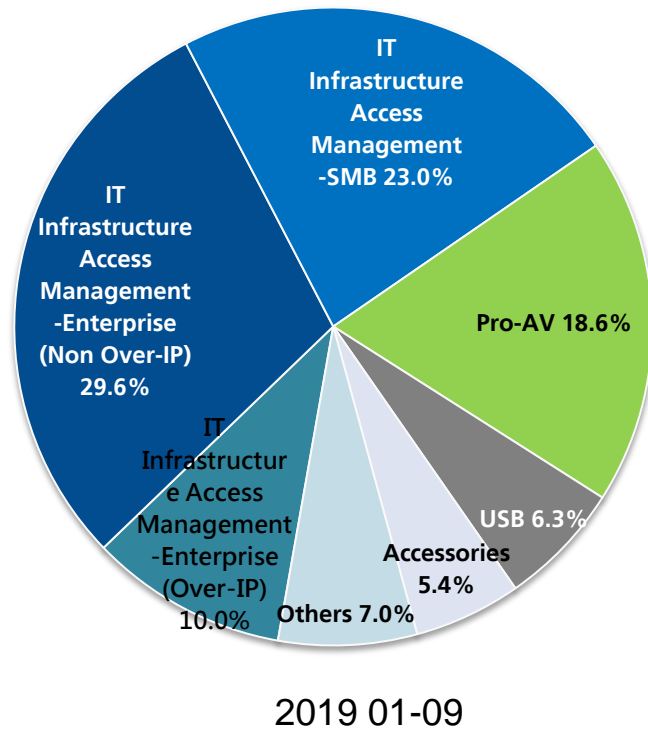 IT
Infrastructure
Access
Management
-SMB 23.0%
IT
Infrastructure
Access
Management
-Enterprise
(Non Over-IP)
29.6%
Pro-AV 18.6%
IT
Infrastructur
e Access
Management
-Enterprise
(Over-IP)
10.0%
USB 6.3%
Accessories
5.4%
Others 7.0%
2019 01-09